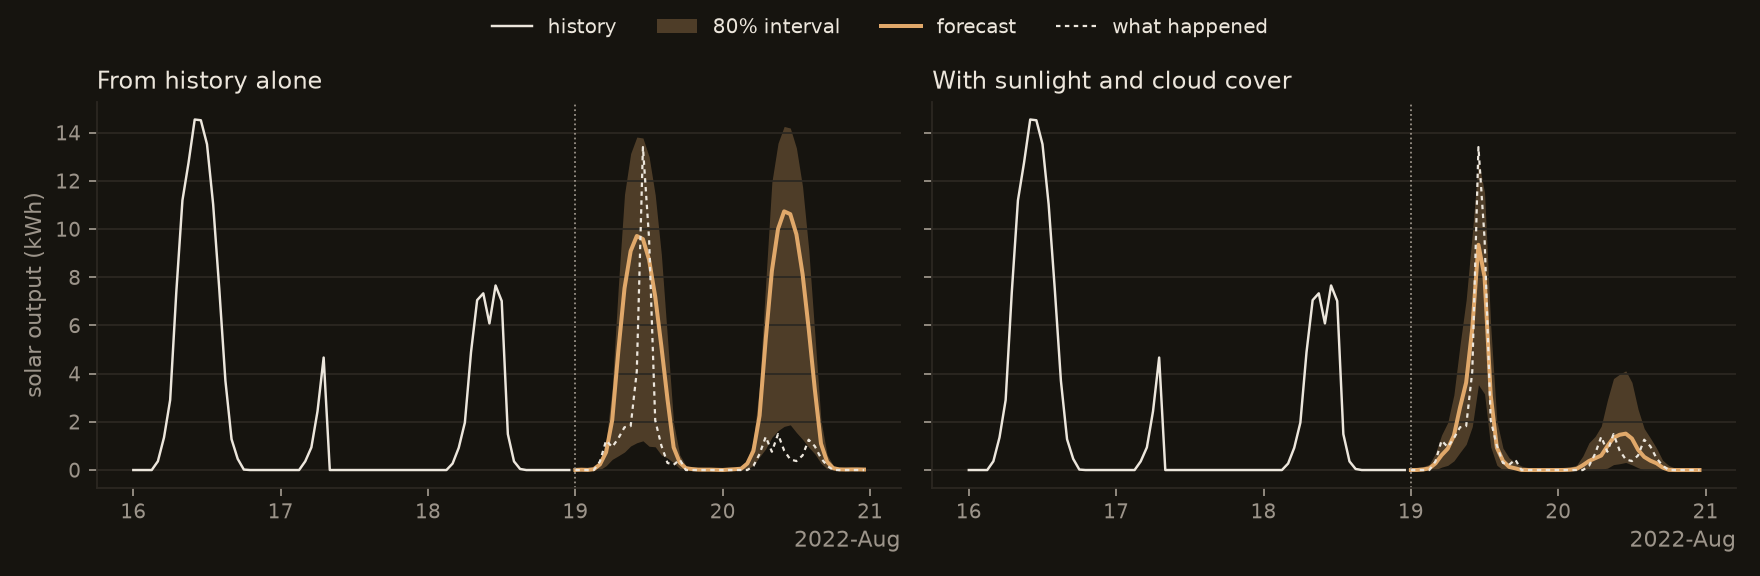 history 80% interval forecast what happened
From history alone
With sunlight and cloud cover
solar output (kWh)
14
12
10
8
6
4
2
0
16 17 18 19 20 21
2022-Aug
16 17 18 19 20 21
2022-Aug